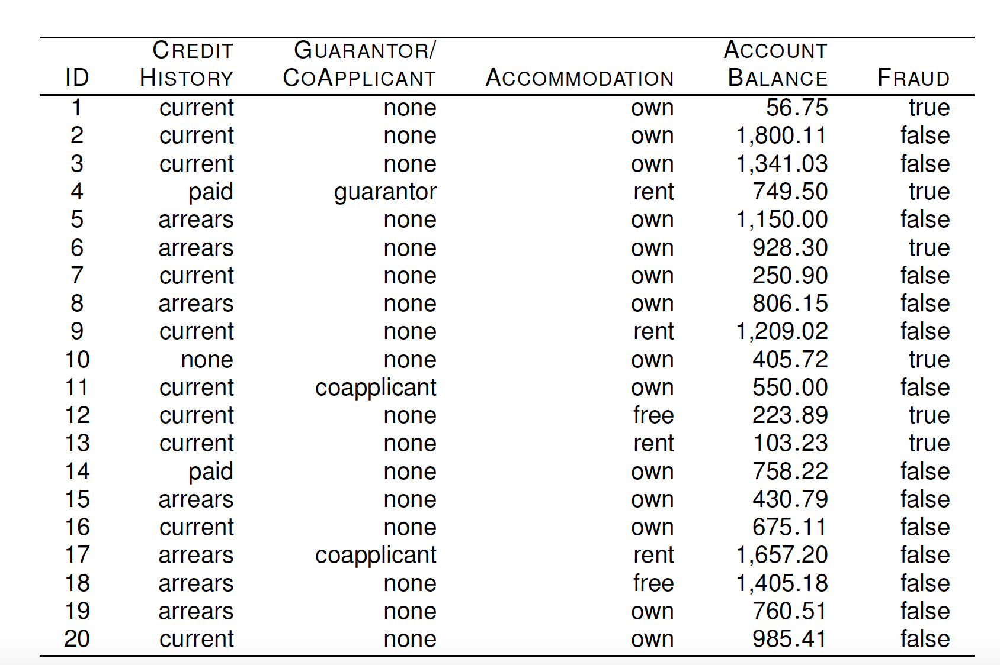 ID CREDIT HISTORY GUARANTOR/ COAPPLICANT ACCOMMODATION ACCOUNT BALANCE FRAUD
1 current none own 56.75 true
2 current none own 1,800.11 false
3 current none own 1,341.03 false
4 paid guarantor rent 749.50 true
5 arrears none own 1,150.00 false
6 arrears none own 928.30 true
7 current none own 250.90 false
8 arrears none own 806.15 false
9 current none rent 1,209.02 false
10 none none own 405.72 true
11 current coapplicant own 550.00 false
12 current none free 223.89 true
13 current none rent 103.23 true
14 paid none own 758.22 false
15 arrears none own 430.79 false
16 current none own 675.11 false
17 arrears coapplicant rent 1,657.20 false
18 arrears none free 1,405.18 false
19 arrears none own 760.51 false
20 current none own 985.41 false